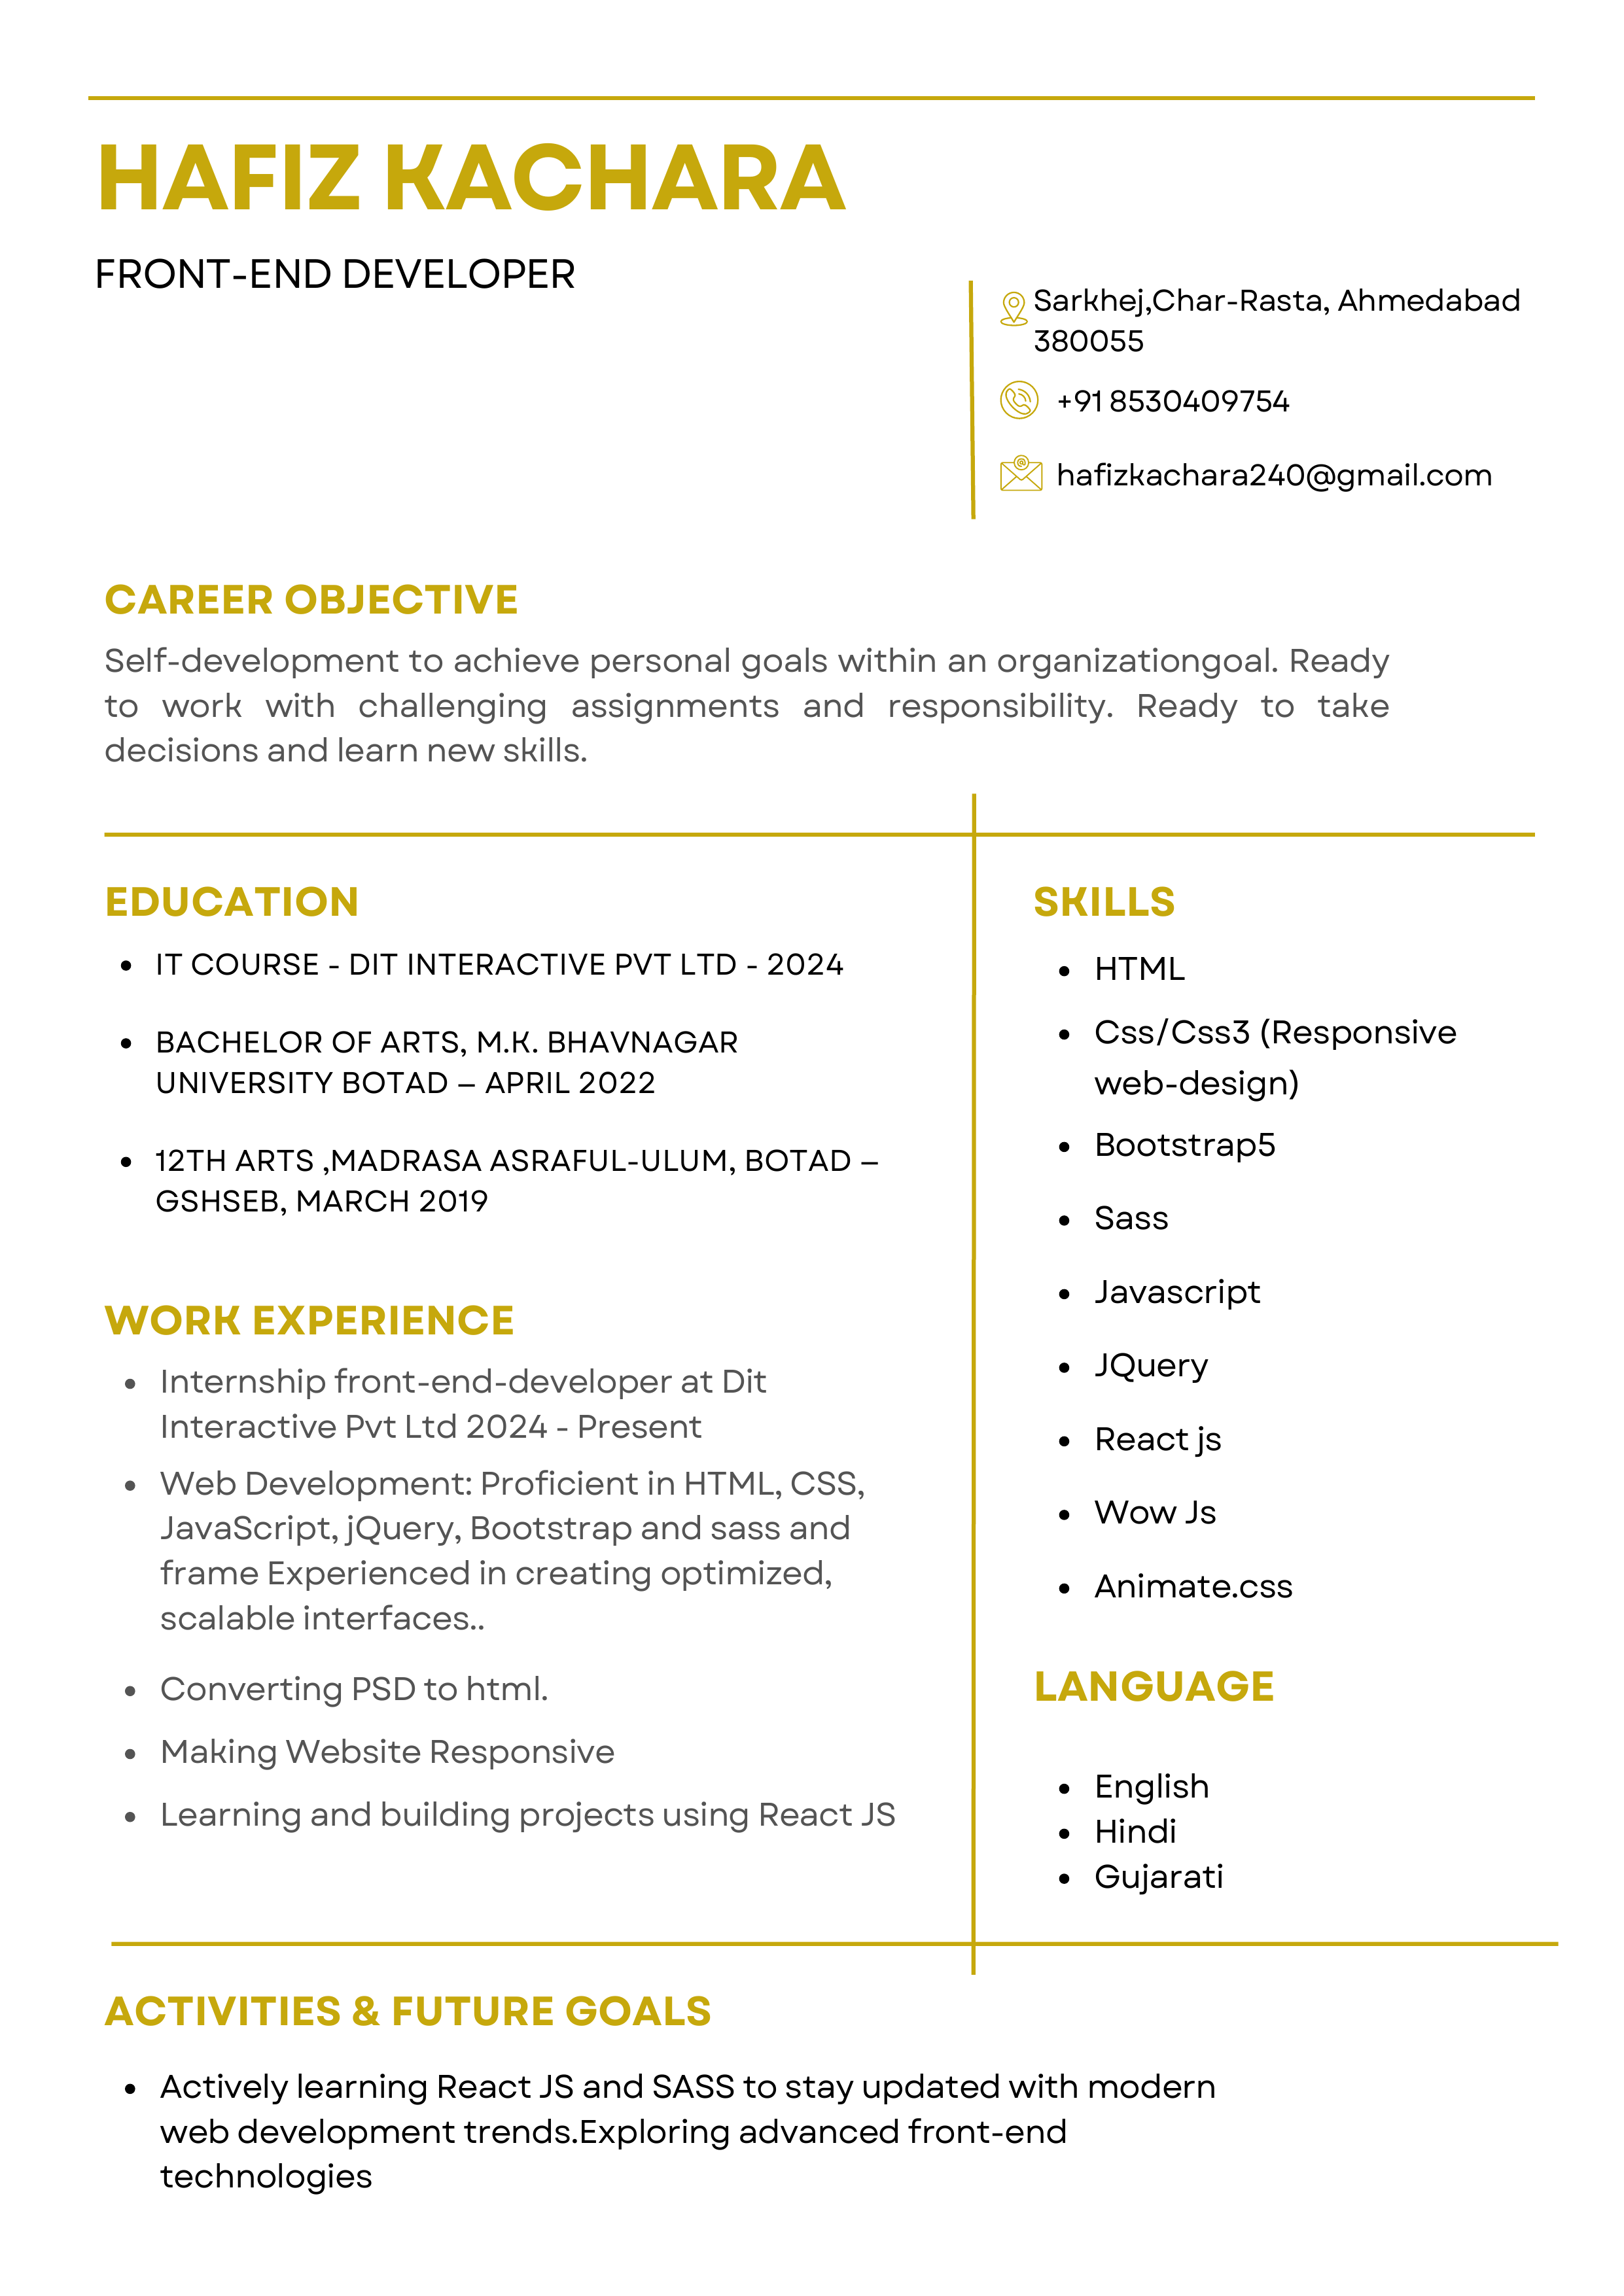 HAFIZ KACHARA
FRONT-END DEVELOPER
Sarkhej,Char-Rasta, Ahmedabad
380055
+91 8530409754
hafizkachara240@gmail.com
CAREER OBJECTIVE
Self-development to achieve personal goals within an organizationgoal. Ready
to work with challenging assignments and responsibility. Ready to take
decisions and learn new skills.
EDUCATION
• IT COURSE - DIT INTERACTIVE PVT LTD - 2024
• BACHELOR OF ARTS, M.K. BHAVNAGAR
UNIVERSITY BOTAD – APRIL 2022
• 12TH ARTS ,MADRASA ASRAFUL-ULUM, BOTAD –
GSHSEB, MARCH 2019
WORK EXPERIENCE
• Internship front-end-developer at Dit
Interactive Pvt Ltd 2024 - Present
• Web Development: Proficient in HTML, CSS,
JavaScript, jQuery, Bootstrap and sass and
frame Experienced in creating optimized,
scalable interfaces..
• Converting PSD to html.
• Making Website Responsive
• Learning and building projects using React JS
SKILLS
• HTML
• Css/Css3 (Responsive
web-design)
• Bootstrap5
• Sass
• Javascript
• JQuery
• React js
• Wow Js
• Animate.css
LANGUAGE
• English
• Hindi
• Gujarati
ACTIVITIES & FUTURE GOALS
• Actively learning React JS and SASS to stay updated with modern
web development trends.Exploring advanced front-end
technologies